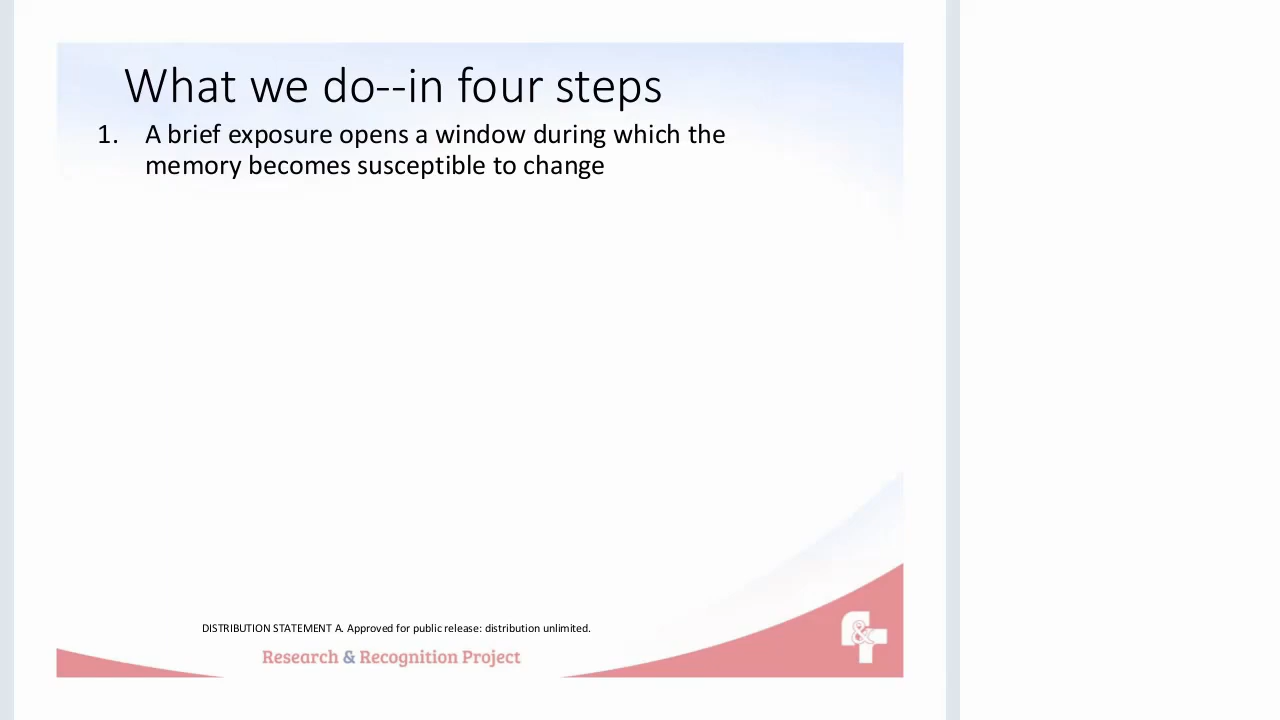 What we do--in four steps
1. A brief exposure opens a window during which the
memory becomes susceptible to change
DISTRIBUTION STATEMENT A. Approved for public release: distribution unlimited.
Research & Recognition Project
&